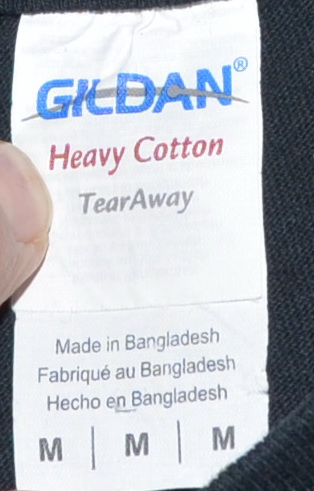 GILDAN®
Heavy Cotton
TearAway
Made in Bangladesh
Fabriqué au Bangladesh
Hecho en Bangladesh
M | M | M